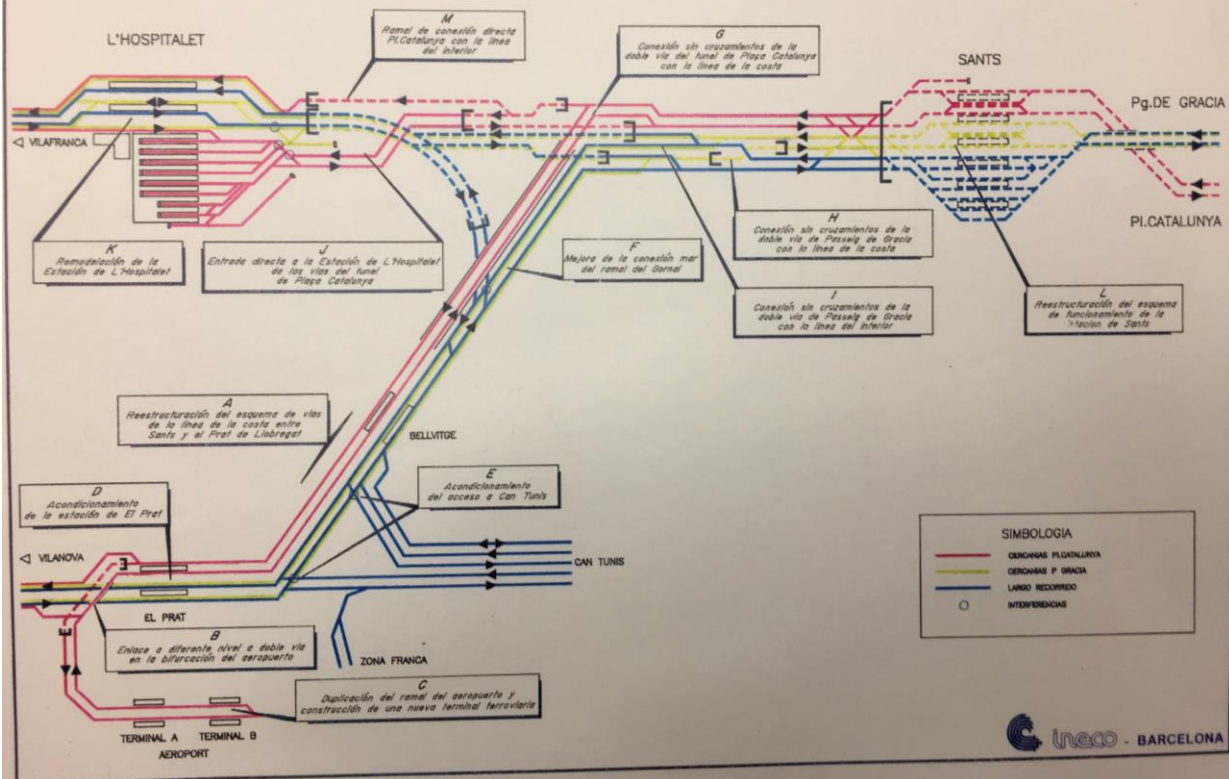 M
Ramal de conexión directa
Pl.Catalunya con la línea
del Interior
G
Conexión sin cruzamientos de la
doble vía del tunel de Plaça Catalunya
con la línea de la costa
L'HOSPITALET
SANTS
Pg.DE GRACIA
VILAFRANCA
Pl.CATALUNYA
K
Remodelación de la
Estación de L'Hospitalet
J
Entrada directa a la Estación de L'Hospitalet
de las vías del tunel
de Plaça Catalunya
F
Mejora de la conexión mar
del ramal del Gornal
H
Conexión sin cruzamientos de la
doble vía de Passeig de Gracia
con la línea de la costa
I
Conexión sin cruzamientos de la
doble vía de Passeig de Gracia
con la línea del Interior
L
Reestructuración del esquema
de funcionamiento de la
de Sants
A
Reestructuración del esquema de vías
de la línea de la costa entre
Sants y el Prat de Llobregat
BELLVITGE
D
Acondicionamiento
de la estación de El Prat
E
Acondicionamiento
del acceso a Can Tunis
VILANOVA
CAN TUNIS
EL PRAT
B
Enlace a diferente nivel a doble vía
en la bifurcación del aeropuerto
ZONA FRANCA
C
Duplicación del ramal del aeropuerto y
construcción de una nueva terminal ferroviaria
TERMINAL A TERMINAL B
AEROPORT
SIMBOLOGIA
CERCANIAS Pl.CATALUNYA
CERCANIAS P GRACIA
LARGO RECORRIDO
INTERFERENCIAS
ineco - BARCELONA